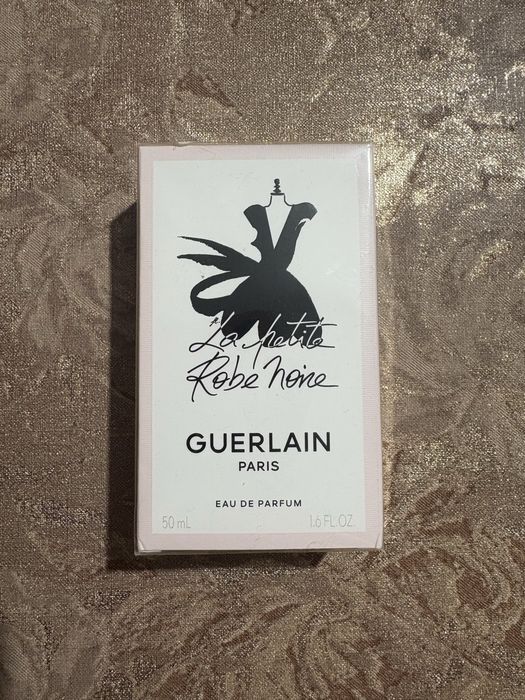 La petite
Robe noire
GUERLAIN
PARIS
EAU DE PARFUM
50 mL 1.6 FL.OZ.